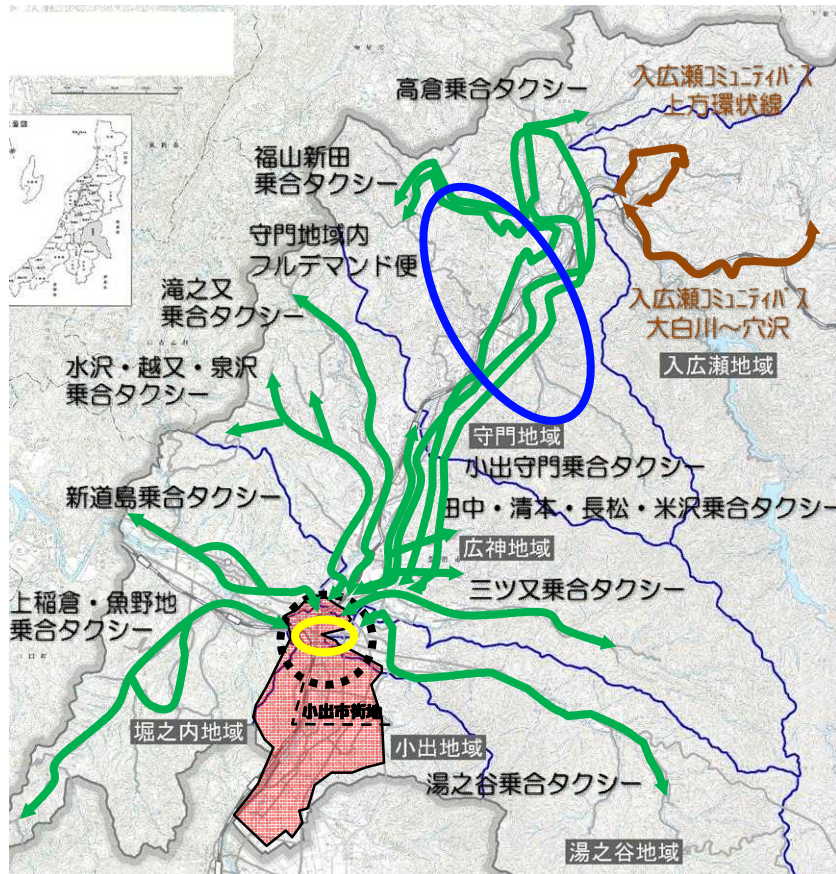 高倉乗合タクシー
入広瀬ｺﾐｭﾆﾃｨﾊﾞｽ
上方環状線
福山新田
乗合タクシー
守門地域内
フルデマンド便
滝之又
乗合タクシー
入広瀬ｺﾐｭﾆﾃｨﾊﾞｽ
大白川～穴沢
入広瀬地域
水沢・越又・泉沢
乗合タクシー
守門地域
小出守門乗合タクシー
新道島乗合タクシー
田中・清本・長松・米沢乗合タクシー
広神地域
三ツ又乗合タクシー
上稲倉・魚野地
乗合タクシー
小出市街地
堀之内地域
小出地域
湯之谷乗合タクシー
湯之谷地域